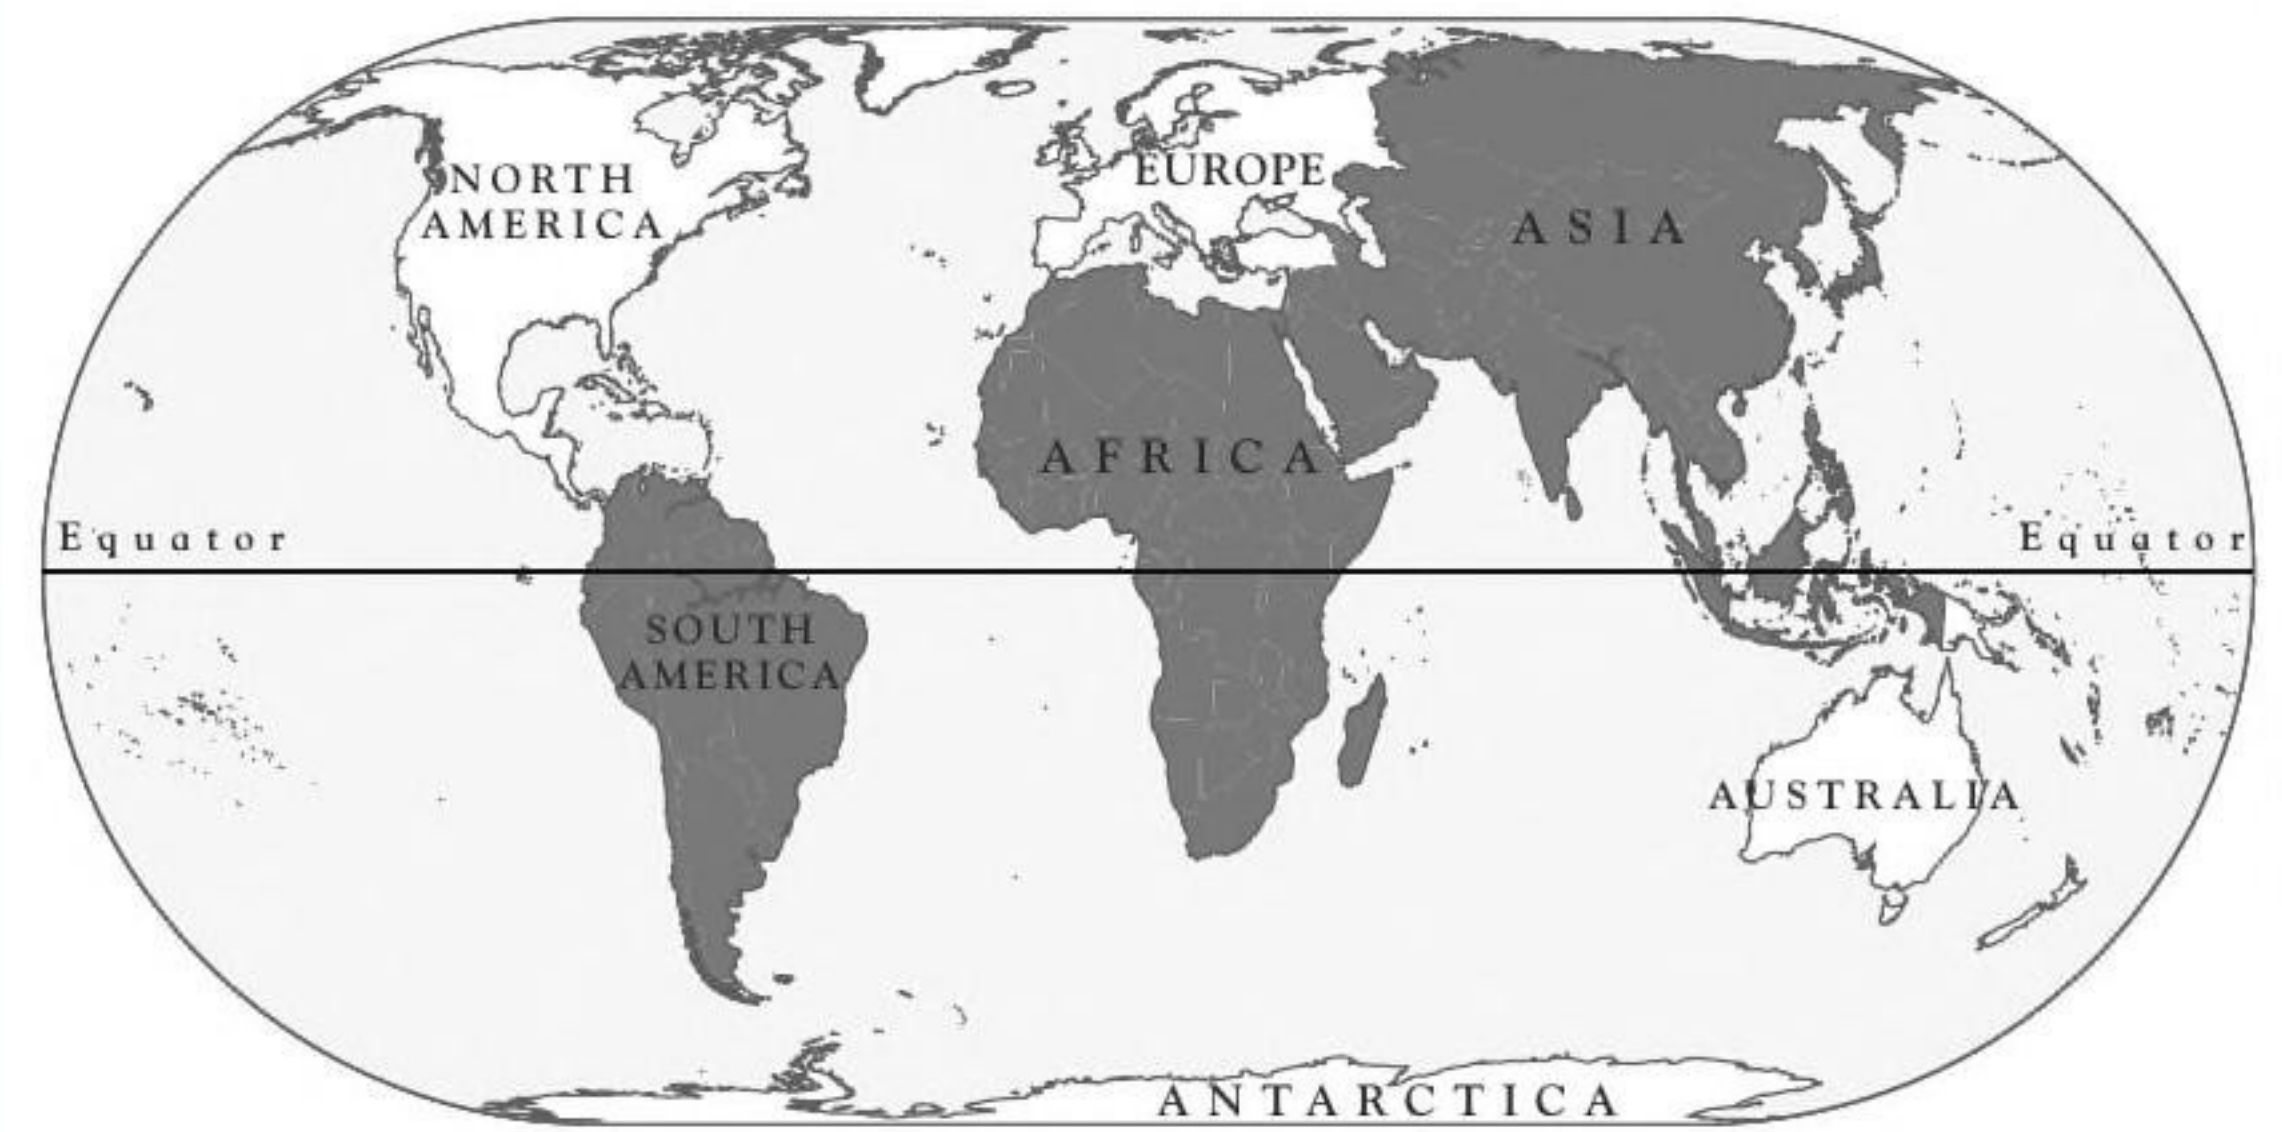 NORTH
AMERICA
EUROPE
ASIA
AFRICA
Equator
Equator
SOUTH
AMERICA
AUSTRALIA
ANTARCTICA